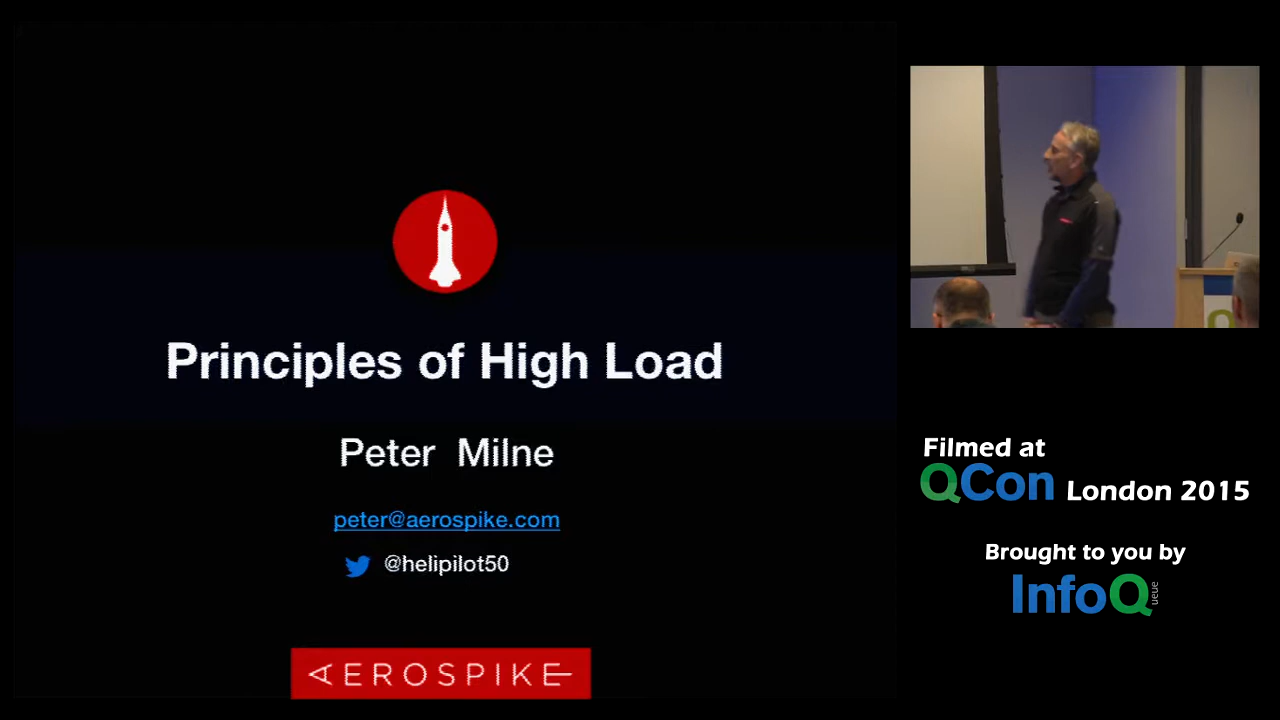 Principles of High Load
Peter Milne
peter@aerospike.com
@helipilot50
AEROSPIKE
Filmed at
QCon London 2015
Brought to you by
InfoQueue